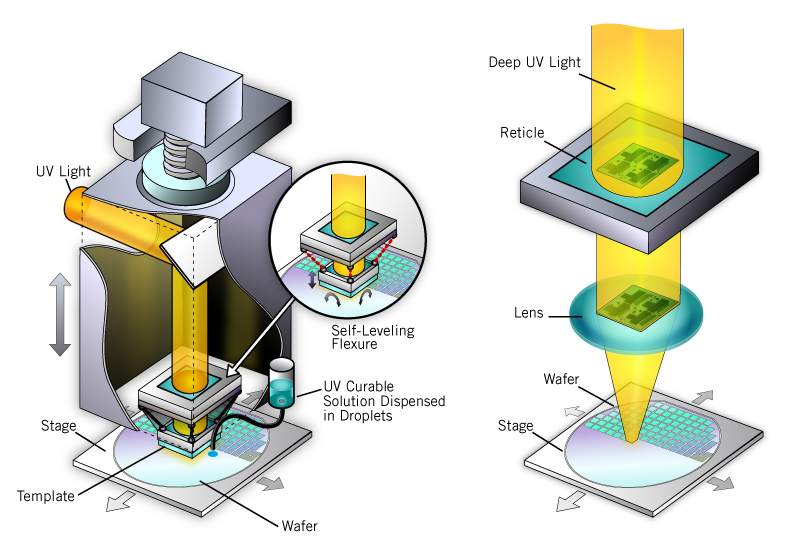 UV Light
Self-Leveling
Flexure
UV Curable
Solution Dispensed
in Droplets
Stage
Template
Wafer
Deep UV Light
Reticle
Lens
Wafer
Stage